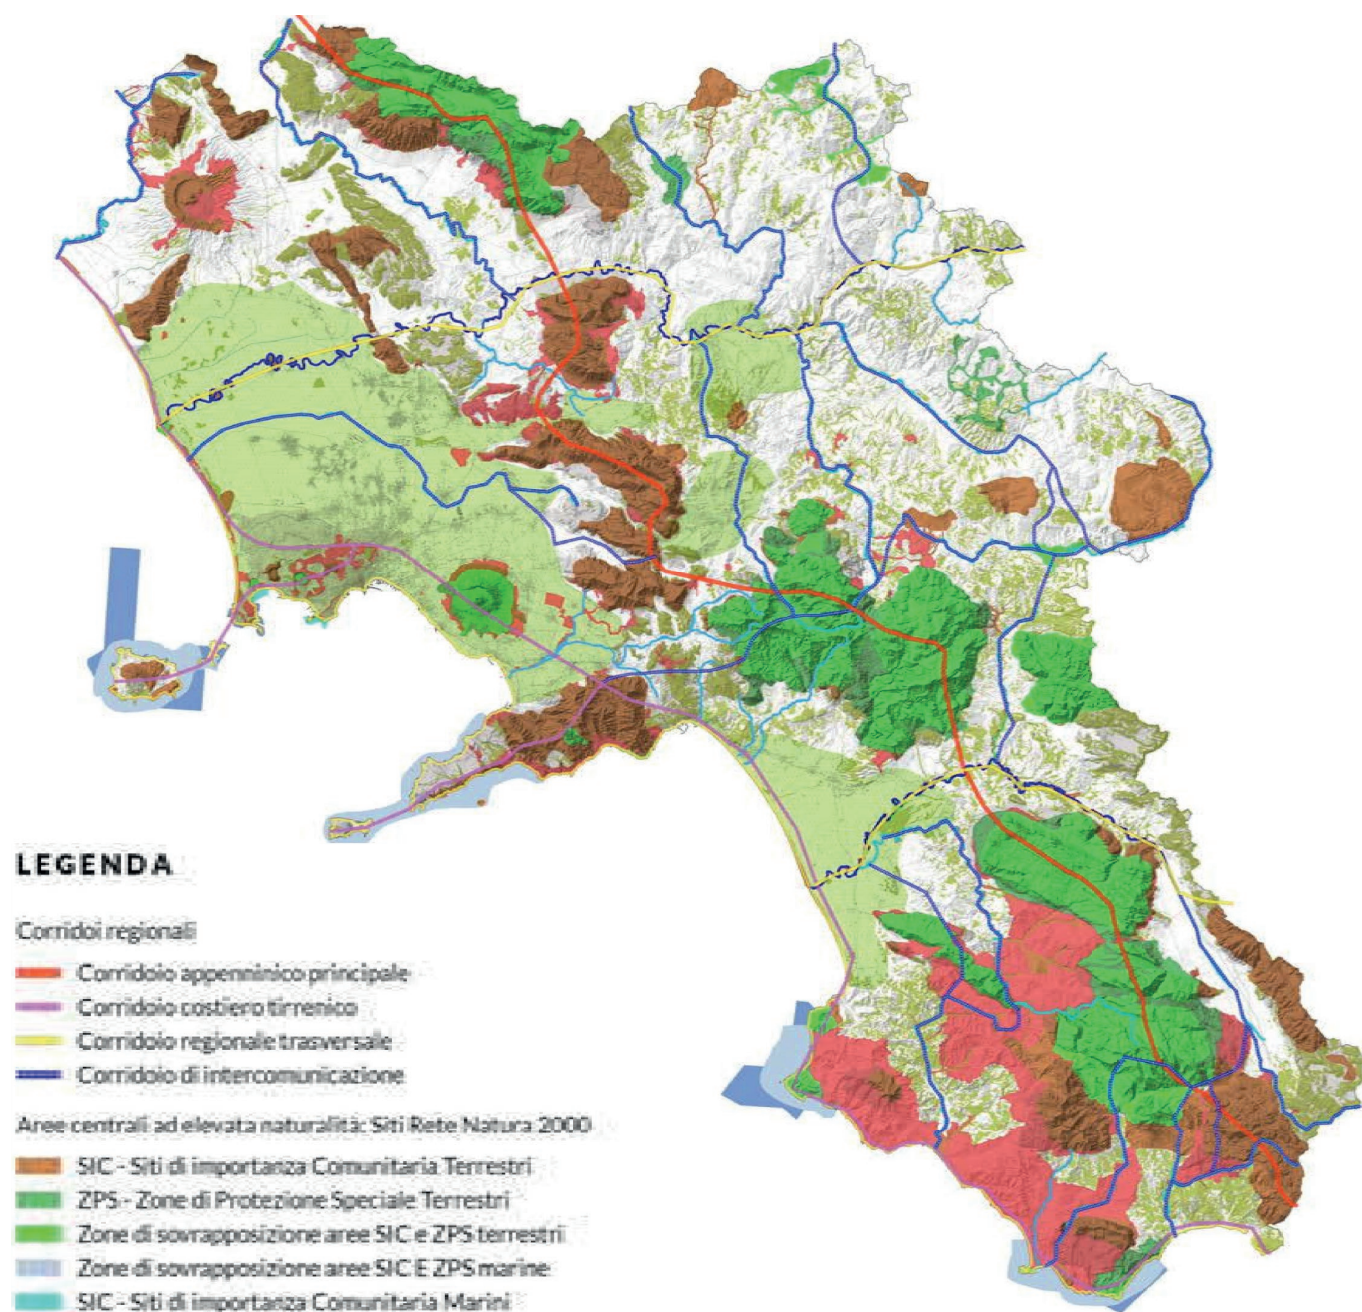 LEGENDA
Corridoi regionali
Corridoio appenninico principale
Corridoio costiero tirrenico
Corridoio regionale trasversale
Corridoio di intercomunicazione
Aree centrali ad elevata naturalità: Siti Rete Natura 2000
SIC - Siti di importanza Comunitaria Terrestri
ZPS - Zone di Protezione Speciale Terrestri
Zone di sovrapposizione aree SIC e ZPS terrestri
Zone di sovrapposizione aree SIC E ZPS marine
SIC - Siti di importanza Comunitaria Marini